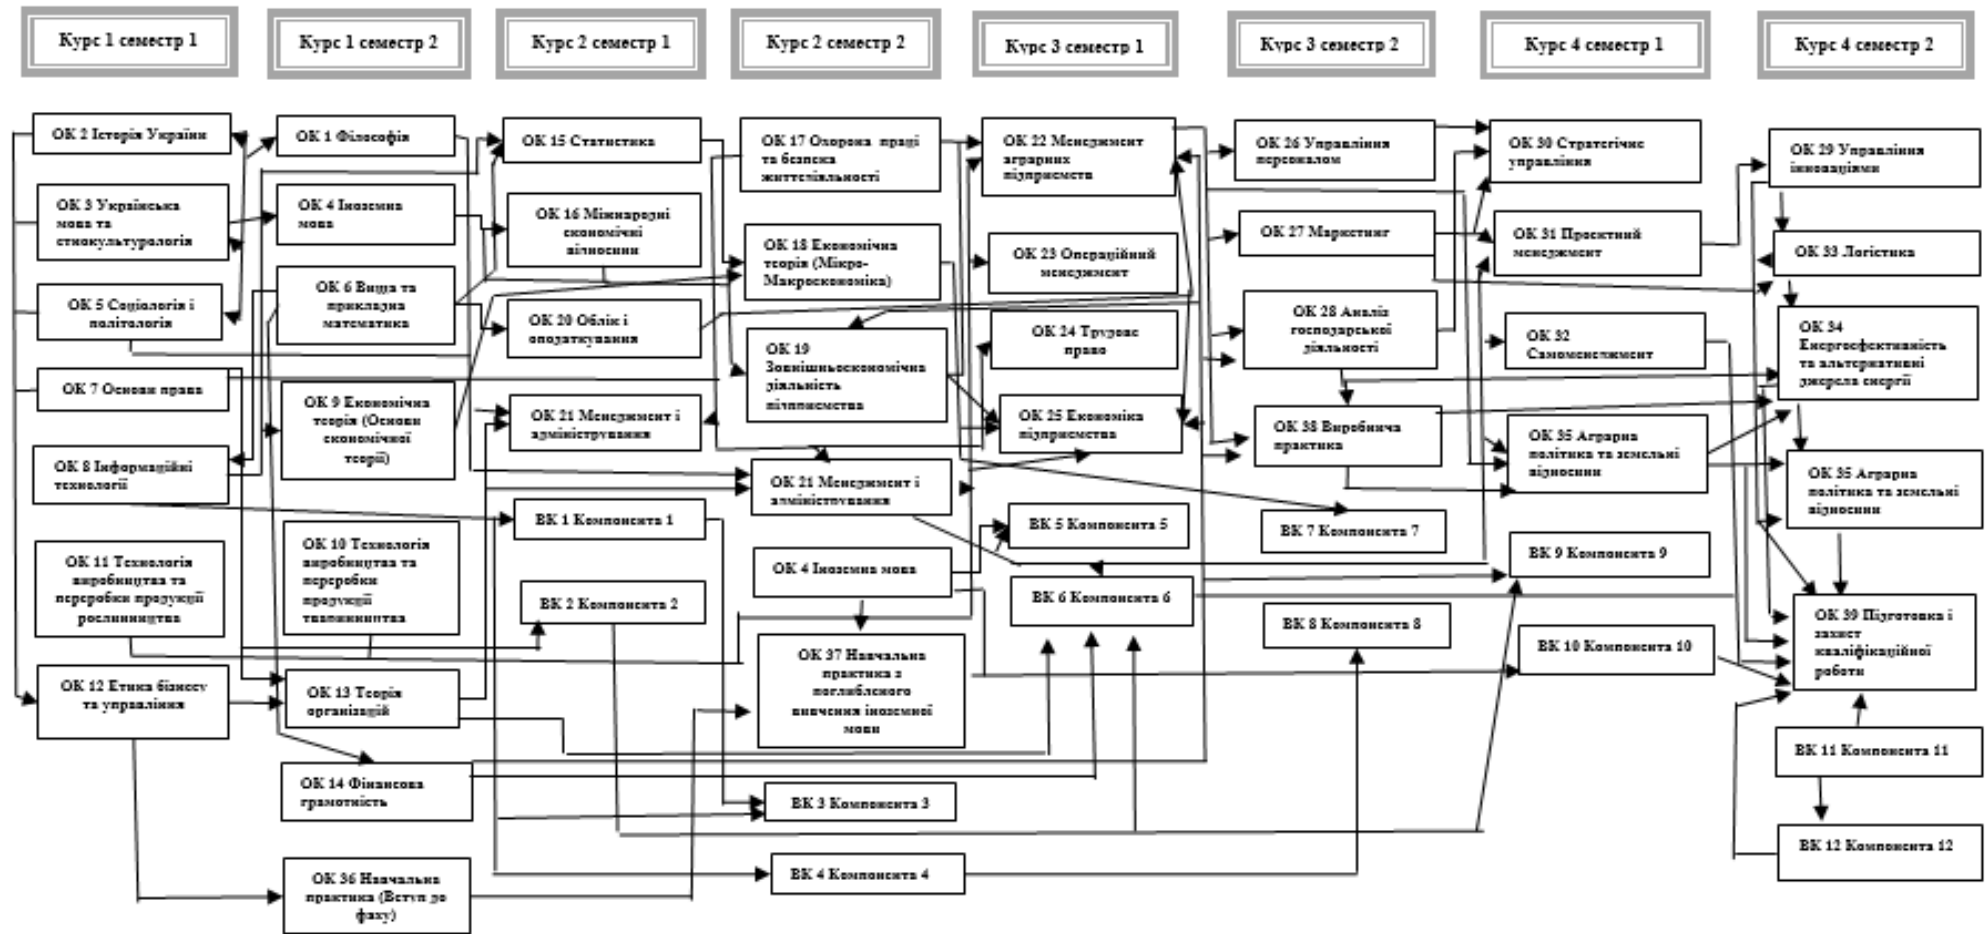 Курс 1 семестр 1
Курс 1 семестр 2
Курс 2 семестр 1
Курс 2 семестр 2
Курс 3 семестр 1
Курс 3 семестр 2
Курс 4 семестр 1
Курс 4 семестр 2
ОК 2 Історія України
ОК 3 Українська
мова та
етнокультурологія
ОК 5 Соціологія і
політологія
ОК 7 Основи права
ОК 8 Інформаційні
технології
ОК 11 Технологія
виробництва та
переробки продукції
рослинництва
ОК 12 Етика бізнесу
та управління
ОК 1 Філософія
ОК 4 Іноземна
мова
ОК 6 Вища та
прикладна
математика
ОК 9 Економічна
теорія (Основи
економічної
теорії)
ОК 10 Технологія
виробництва та
переробки
продукції
тваринництва
ОК 13 Теорія
організацій
ОК 14 Фінансова
грамотність
ОК 36 Навчальна
практика (Вступ до
фаху)
ОК 15 Статистика
ОК 16 Міжнародні
економічні
відносини
ОК 20 Облік і
оподаткування
ОК 21 Менеджмент і
адміністрування
ВК 1 Компонента 1
ВК 2 Компонента 2
ОК 17 Охорона праці
та безпека
життєдіяльності
ОК 18 Економічна
теорія (Мікро-
Макроекономіка)
ОК 19
Зовнішньоекономічна
діяльність
підприємства
ОК 21 Менеджмент і
адміністрування
ОК 4 Іноземна мова
ОК 37 Навчальна
практика з
поглибленого
вивчення іноземної
мови
ВК 3 Компонента 3
ВК 4 Компонента 4
ОК 22 Менеджмент
аграрних
підприємств
ОК 23 Операційний
менеджмент
ОК 24 Трудове
право
ОК 25 Економіка
підприємства
ВК 5 Компонента 5
ВК 6 Компонента 6
ОК 26 Управління
персоналом
ОК 27 Маркетинг
ОК 28 Аналіз
господарської
діяльності
ОК 38 Виробнича
практика
ВК 7 Компонента 7
ВК 8 Компонента 8
ОК 30 Стратегічне
управління
ОК 31 Проєктний
менеджмент
ОК 32
Самоменеджмент
ОК 35 Аграрна
політика та земельні
відносини
ВК 9 Компонента 9
ВК 10 Компонента 10
ОК 29 Управління
інноваціями
ОК 33 Логістика
ОК 34
Енергоефективність
та альтернативні
джерела енергії
ОК 35 Аграрна
політика та земельні
відносини
ОК 39 Підготовка і
захист
кваліфікаційної
роботи
ВК 11 Компонента 11
ВК 12 Компонента 12